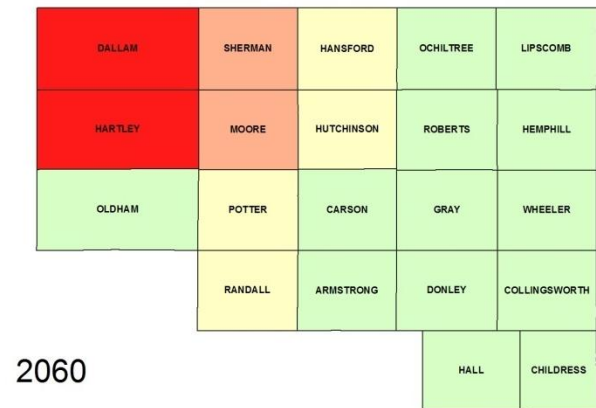 DALLAM SHERMAN HANSFORD OCHILTREE LIPSCOMB
HARTLEY MOORE HUTCHINSON ROBERTS HEMPHILL
OLDHAM POTTER CARSON GRAY WHEELER
RANDALL ARMSTRONG DONLEY COLLINGSWORTH
2060 HALL CHILDRESS